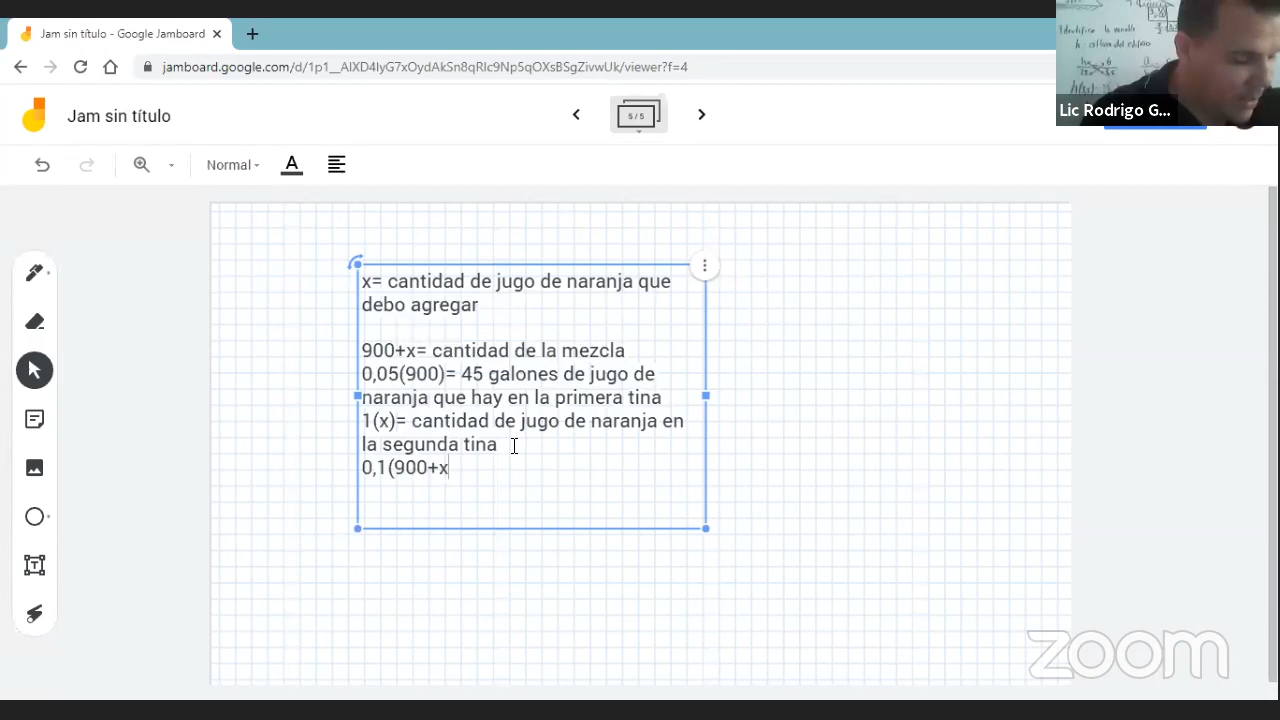 Jam sin título - Google Jamboard
jamboard.google.com/d/1p1__AlXD4lyG7xOydAkSn8qRlc9Np5qOXsBSgZivwUk/viewer?f=4
Jam sin título
5 / 5
Normal
A
x= cantidad de jugo de naranja que
debo agregar
900+x= cantidad de la mezcla
0,05(900)= 45 galones de jugo de
naranja que hay en la primera tina
1(x)= cantidad de jugo de naranja en
la segunda tina
0,1(900+x
Lic Rodrigo G...
zoom